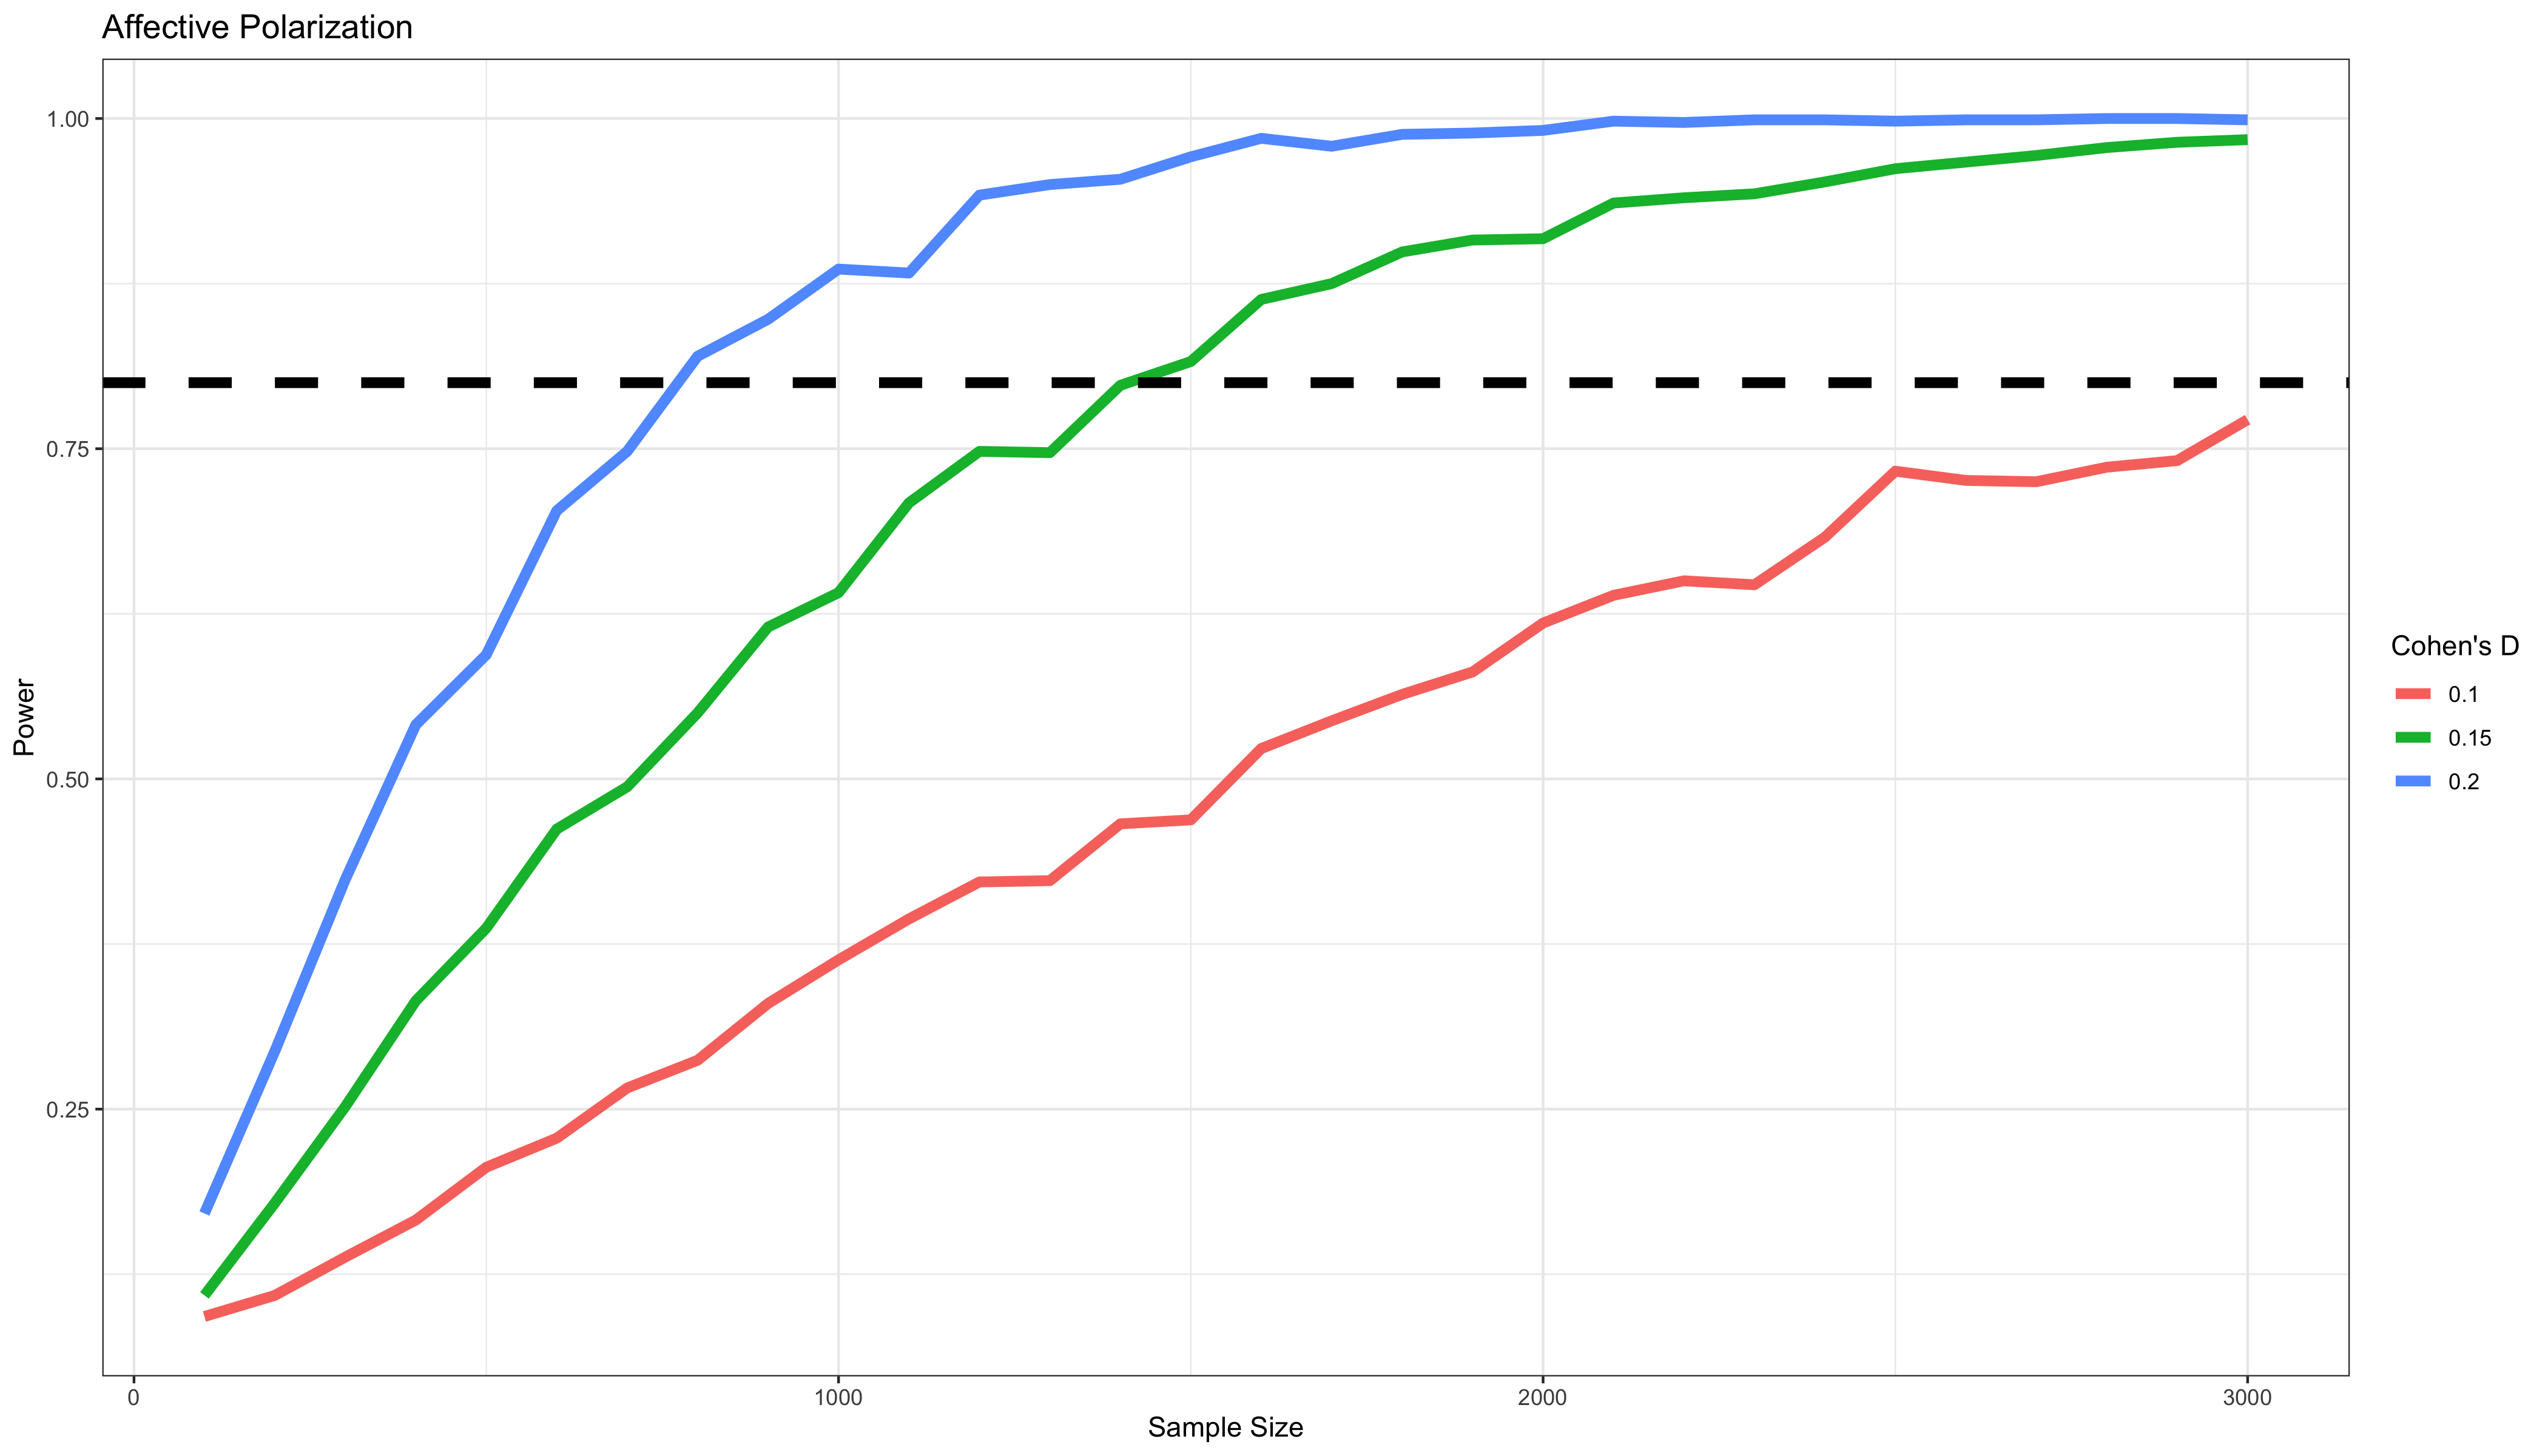 Affective Polarization
1.00
0.75
0.50
0.25
Power
0
1000
2000
3000
Sample Size
Cohen's D
0.1
0.15
0.2